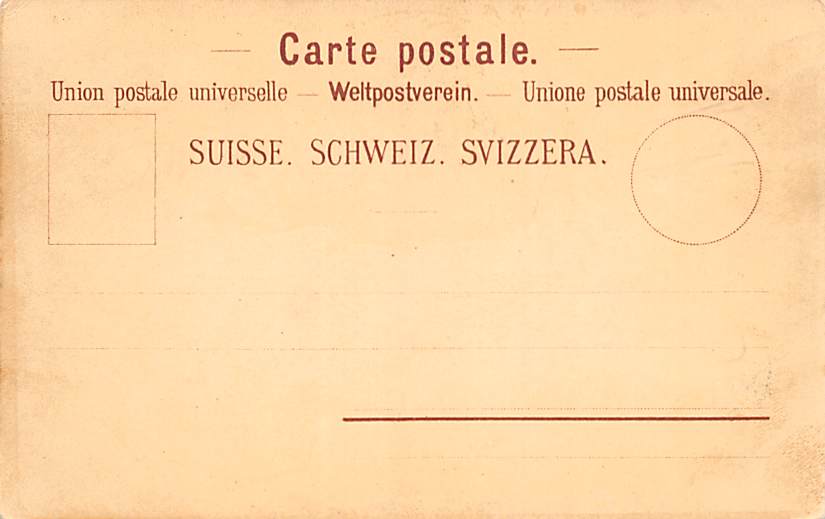 — Carte postale. —
Union postale universelle — Weltpostverein. — Unione postale universale.
SUISSE. SCHWEIZ. SVIZZERA.